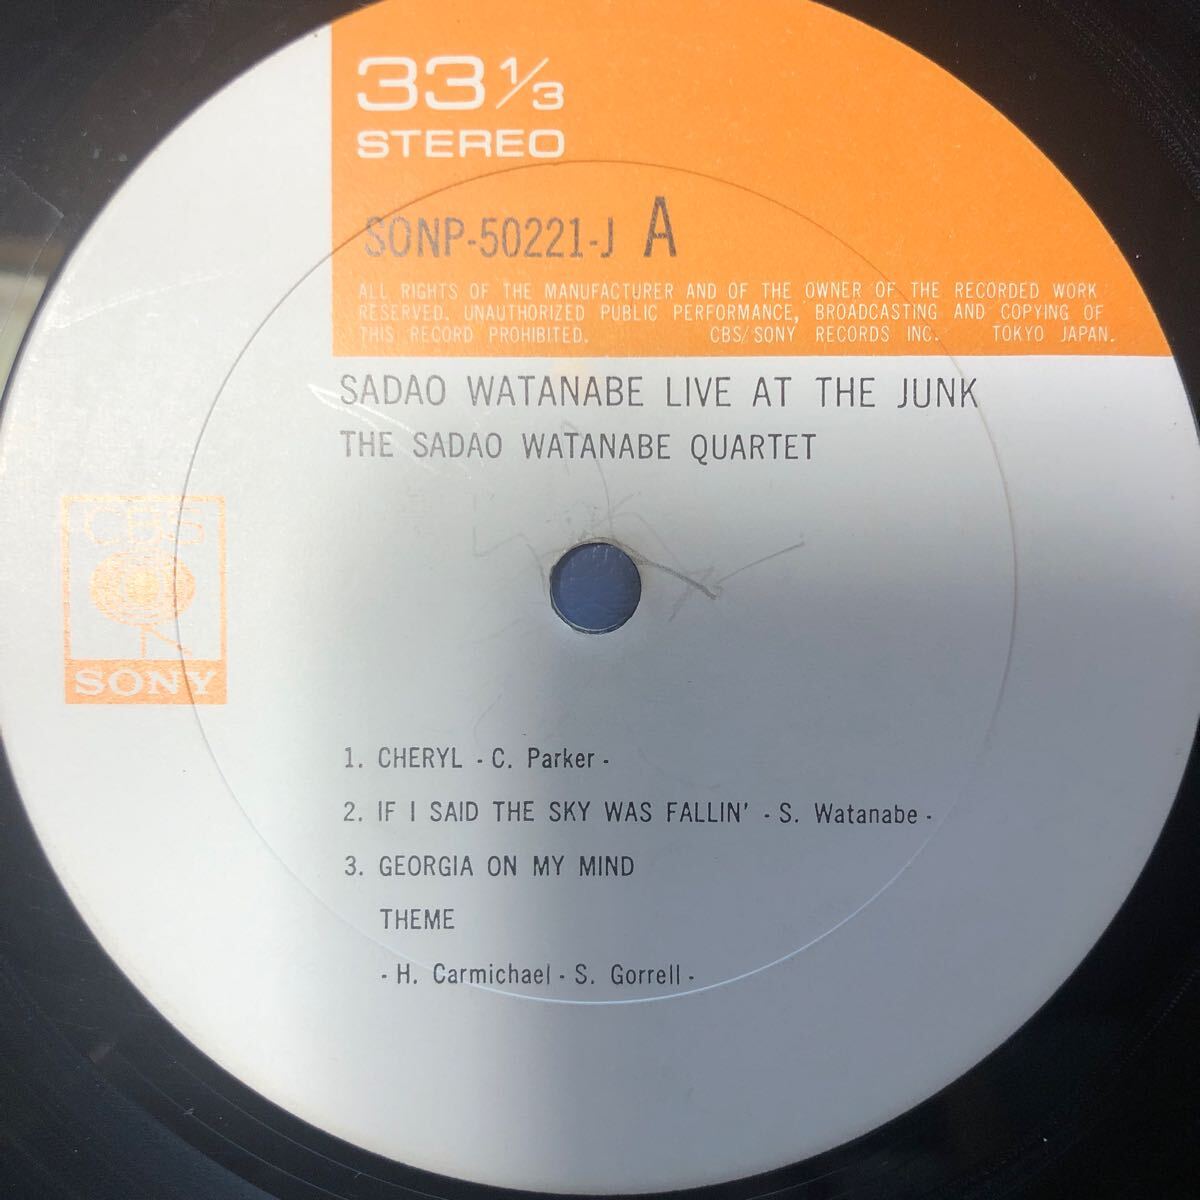 33 1/3
STEREO
SONP-50221-J A
ALL RIGHTS OF THE MANUFACTURER AND OF THE OWNER OF THE RECORDED WORK
RESERVED. UNAUTHORIZED PUBLIC PERFORMANCE, BROADCASTING AND COPYING OF
THIS RECORD PROHIBITED. CBS/SONY RECORDS INC. TOKYO JAPAN.
SADAO WATANABE LIVE AT THE JUNK
THE SADAO WATANABE QUARTET
CBS
SONY
1. CHERYL - C. Parker -
2. IF I SAID THE SKY WAS FALLIN' - S. Watanabe -
3. GEORGIA ON MY MIND
THEME
- H. Carmichael - S. Gorrell -